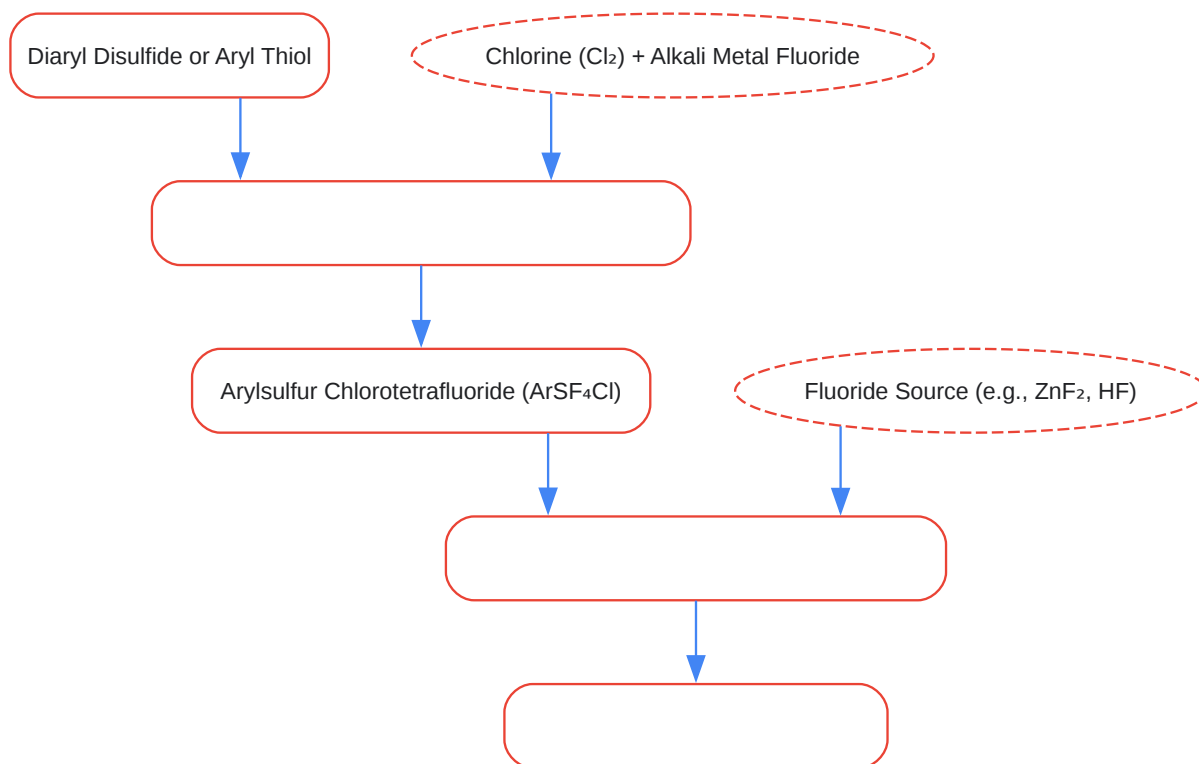 Diaryl Disulfide or Aryl Thiol
Chlorine (Cl₂) + Alkali Metal Fluoride
Arylsulfur Chlorotetrafluoride (ArSF₄Cl)
Fluoride Source (e.g., ZnF₂, HF)